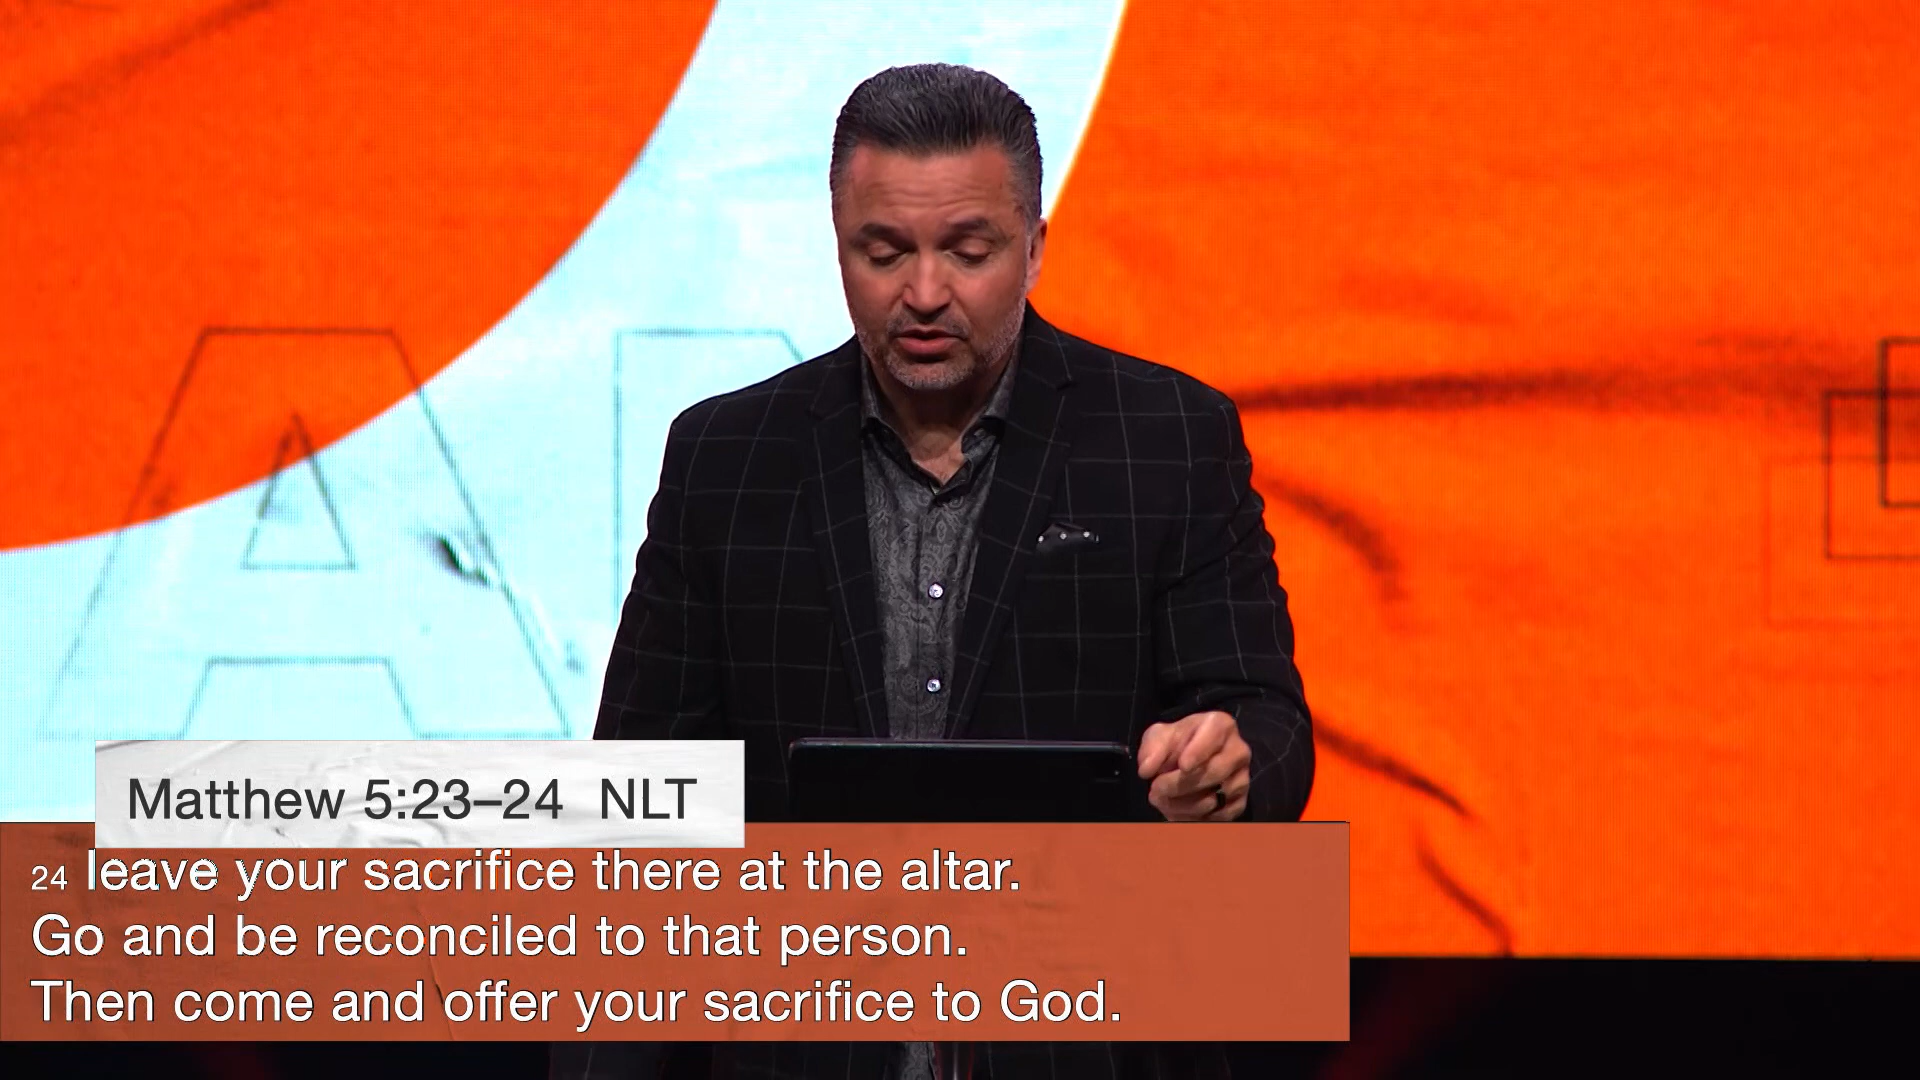 A
Matthew 5:23–24 NLT
24 leave your sacrifice there at the altar.
Go and be reconciled to that person.
Then come and offer your sacrifice to God.